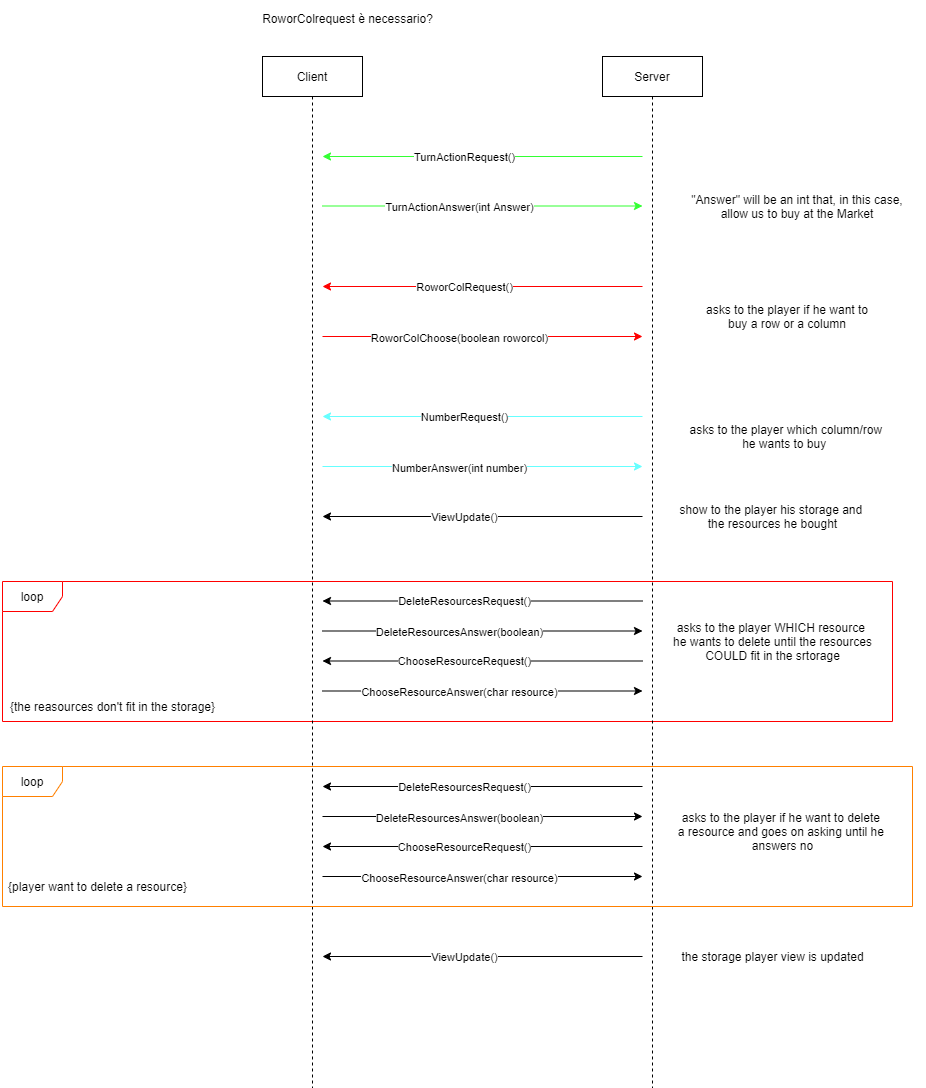 RoworColrequest è necessario?
Client
Server
TurnActionRequest()
TurnActionAnswer(int Answer)
"Answer" will be an int that, in this case,
allow us to buy at the Market
RoworColRequest()
asks to the player if he want to
buy a row or a column
RoworColChoose(boolean roworcol)
NumberRequest()
asks to the player which column/row
he wants to buy
NumberAnswer(int number)
ViewUpdate()
show to the player his storage and
the resources he bought
loop
DeleteResourcesRequest()
DeleteResourcesAnswer(boolean)
ChooseResourceRequest()
ChooseResourceAnswer(char resource)
asks to the player WHICH resource
he wants to delete until the resources
COULD fit in the srtorage
{the reasources don't fit in the storage}
loop
DeleteResourcesRequest()
DeleteResourcesAnswer(boolean)
ChooseResourceRequest()
ChooseResourceAnswer(char resource)
asks to the player if he want to delete
a resource and goes on asking until he
answers no
{player want to delete a resource}
ViewUpdate()
the storage player view is updated